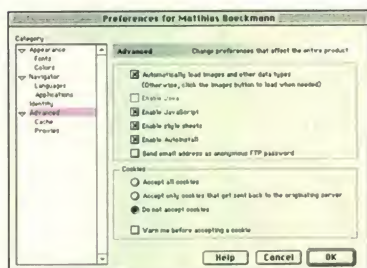 Preferences for Matthias Boeckmann
Category
Appearance
Fonts
Colors
Navigator
Languages
Applications
Identity
Advanced
Cache
Proxies
Advanced Change preferences that affect the entire product
Automatically load images and other data types
(Otherwise, click the Images button to load when needed)
Enable Java
Enable JavaScript
Enable style sheets
Enable AutoInstall
Send email address as anonymous FTP password
Cookies
Accept all cookies
Accept only cookies that get sent back to the originating server
Do not accept cookies
Warn me before accepting a cookie
Help Cancel OK